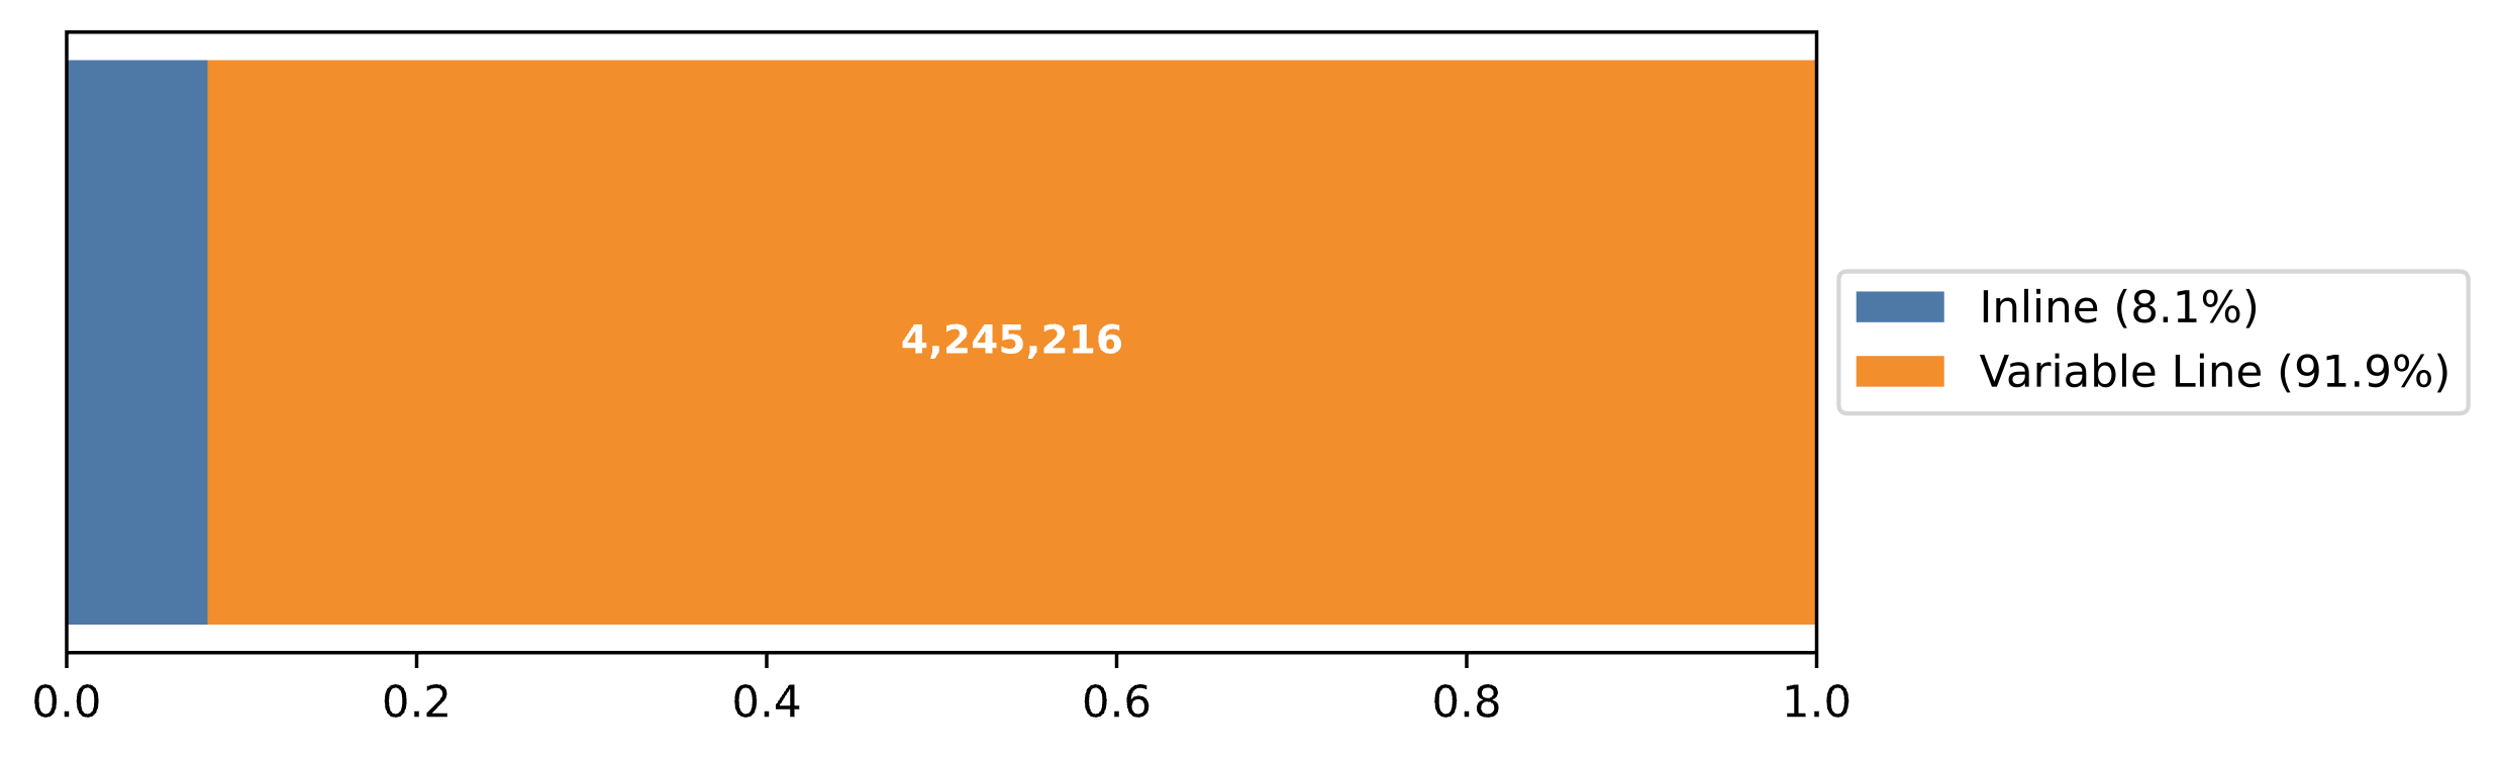 4,245,216
Inline (8.1%)
Variable Line (91.9%)
0.0 0.2 0.4 0.6 0.8 1.0